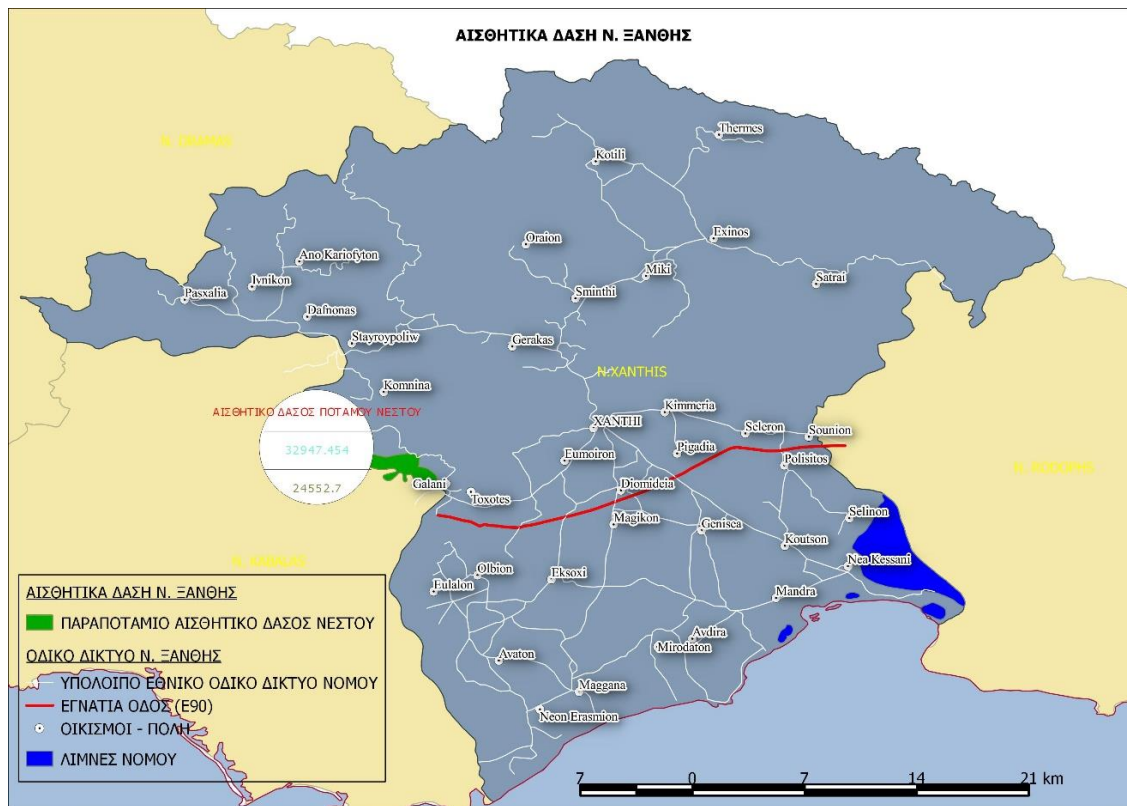 ΑΙΣΘΗΤΙΚΑ ΔΑΣΗ Ν. ΞΑΝΘΗΣ
Thermes
N. DRAMAS
Kotili
Exinos
Oraion
Ano Kariofyton
Miki
Satrai
Ivnikon
Pasxalia
Sminthi
Dafnonas
Stayroypoliw
Gerakas
N.XANTHIS
Komnina
ΑΙΣΘΗΤΙΚΟ ΔΑΣΟΣ ΠΟΤΑΜΟΥ ΝΕΣΤΟΥ
Kimmeria
XANTHI
Seleron
Sounion
32947.454
Eumoiron
Pigadia
Polisitos
N. RODOPIS
24552.7
Galani
Toxotes
Diomideia
Selinon
Magikon
Genisea
Koutson
N. KAVALAS
Nea Kessani
Olbion
Eulalon
Eksoxi
Mandra
ΑΙΣΘΗΤΙΚΑ ΔΑΣΗ Ν. ΞΑΝΘΗΣ
ΠΑΡΑΠΟΤΑΜΙΟ ΑΙΣΘΗΤΙΚΟ ΔΑΣΟΣ ΝΕΣΤΟΥ
Avdira
Mirodaton
ΟΔΙΚΟ ΔΙΚΤΥΟ Ν. ΞΑΝΘΗΣ
Avaton
ΥΠΟΛΟΙΠΟ ΕΘΝΙΚΟ ΟΔΙΚΟ ΔΙΚΤΥΟ ΝΟΜΟΥ
Maggana
ΕΓΝΑΤΙΑ ΟΔΟΣ (Ε90)
Neon Erasmion
ΟΙΚΙΣΜΟΙ - ΠΟΛΗ
ΛΙΜΝΕΣ ΝΟΜΟΥ
7 0 7 14 21 km